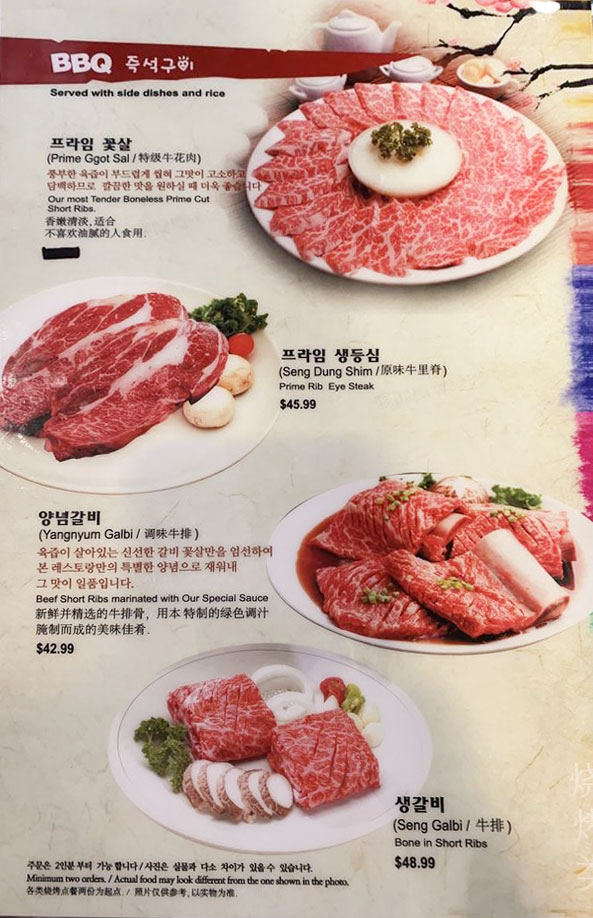 BBQ 즉석구이
Served with side dishes and rice
프라임 꽃살
(Prime Ggot Sal / 特级牛花肉)
풍부한 육즙이 부드럽게 씹혀 그맛이 고소하고
담백하므로 깔끔한 맛을 원하실 때 더욱 좋습니다
Our most Tender Boneless Prime Cut
Short Ribs.
香嫩清淡,适合
不喜欢油腻的人食用.
프라임 생등심
(Seng Dung Shim / 原味牛里脊)
Prime Rib Eye Steak
$45.99
양념갈비
(Yangnyum Galbi / 调味牛排)
육즙이 살아있는 신선한 갈비 꽃살만을 엄선하여
본 레스토랑만의 특별한 양념으로 재워내
그 맛이 일품입니다.
Beef Short Ribs marinated with Our Special Sauce
新鲜并精选的牛排骨, 用本 特制的绿色调汁
腌制而成的美味佳肴.
$42.99
생갈비
(Seng Galbi / 牛排)
Bone in Short Ribs
$48.99
주문은 2인분부터 가능합니다 / 사진은 실물과 다소 차이가 있을 수 있습니다.
Minimum two orders. / Actual food may look different from the one shown in the photo.
各类烧烤点餐两份为起点. / 照片仅供参考, 以实物为准.